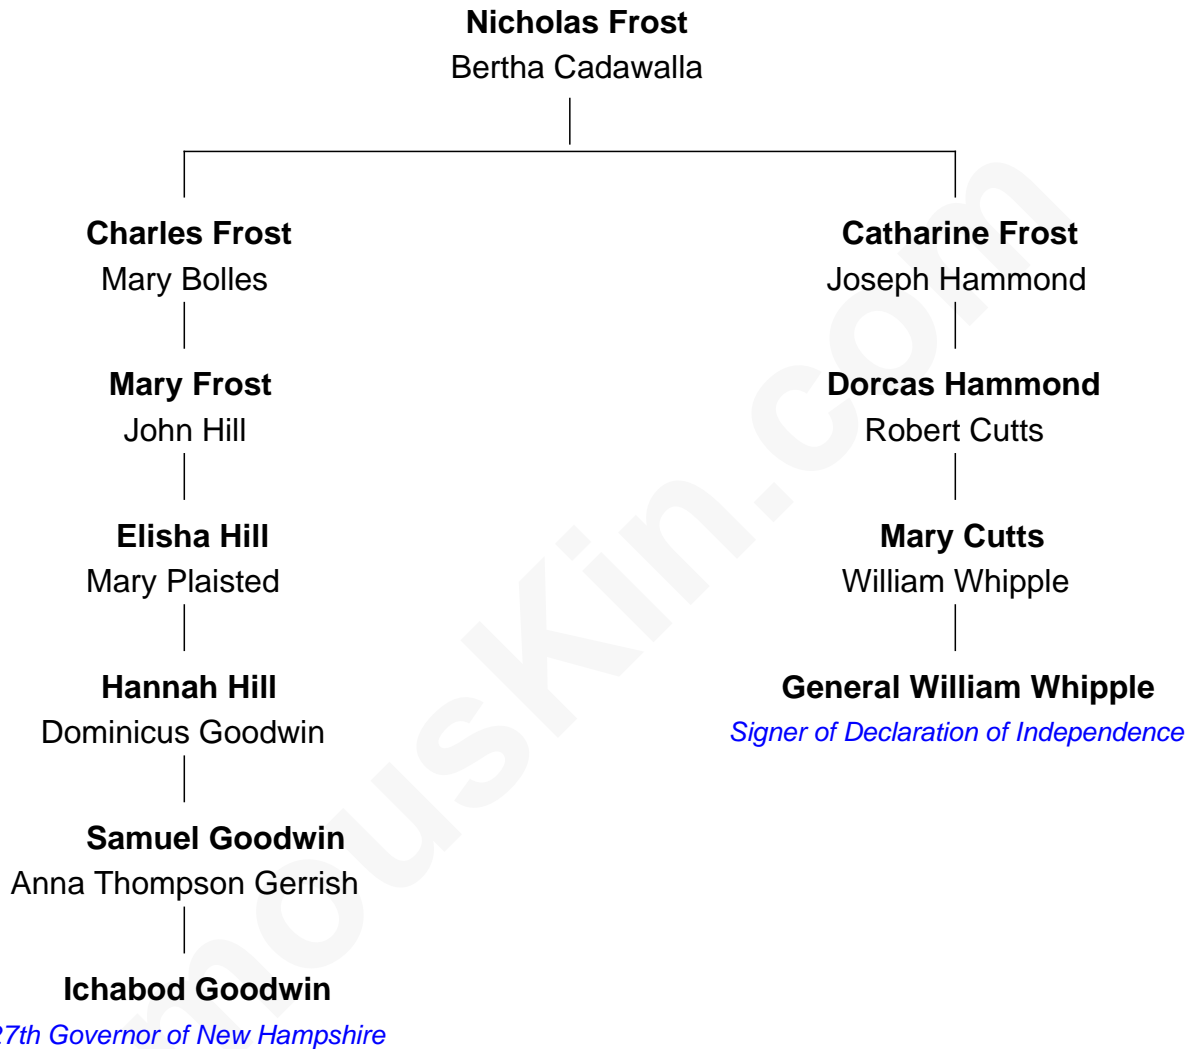 Nicholas Frost
Bertha Cadawalla
Charles Frost
Mary Bolles
Mary Frost
John Hill
Elisha Hill
Mary Plaisted
Hannah Hill
Dominicus Goodwin
Samuel Goodwin
Anna Thompson Gerrish
Ichabod Goodwin
27th Governor of New Hampshire
Catharine Frost
Joseph Hammond
Dorcas Hammond
Robert Cutts
Mary Cutts
William Whipple
General William Whipple
Signer of Declaration of Independence
mouskin.com